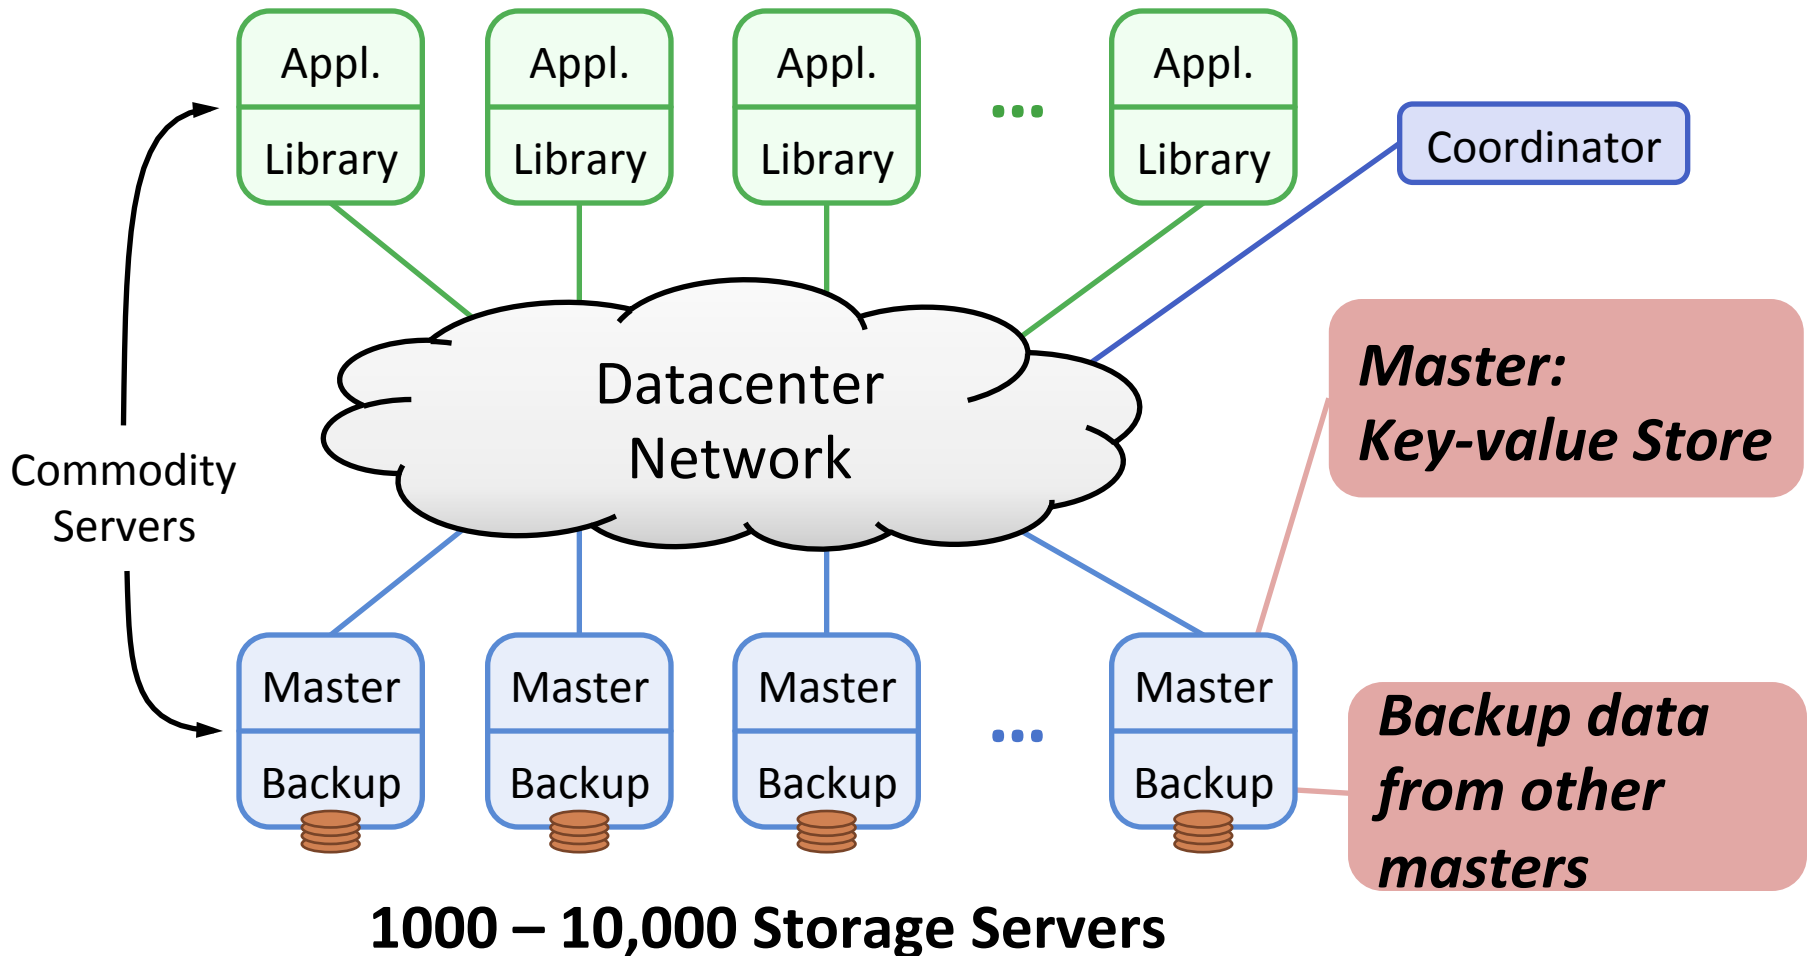 Appl.
Library
Appl.
Library
Appl.
Library
Appl.
Library
Coordinator
Datacenter
Network
Commodity
Servers
Master:
Key-value Store
Master
Backup
Master
Backup
Master
Backup
Master
Backup
Backup data
from other
masters
1000 – 10,000 Storage Servers